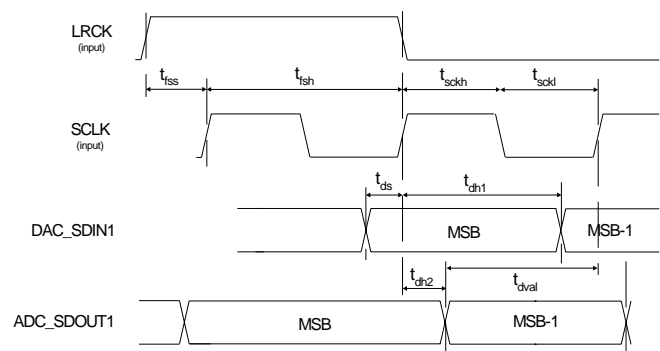 LRCK
(input)
tfss
tfsh
tsckh
tsckl
SCLK
(input)
tds
tdh1
DAC_SDIN1
MSB
MSB-1
tdh2
tdval
ADC_SDOUT1
MSB
MSB-1